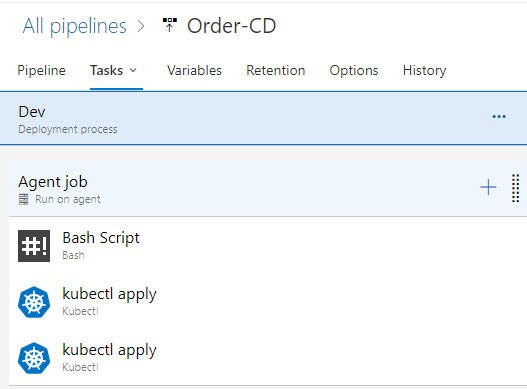 All pipelines > Order-CD
Pipeline Tasks Variables Retention Options History
Dev
Deployment process
...
Agent job
Run on agent
#!
Bash Script
Bash
kubectl apply
Kubectl
kubectl apply
Kubectl